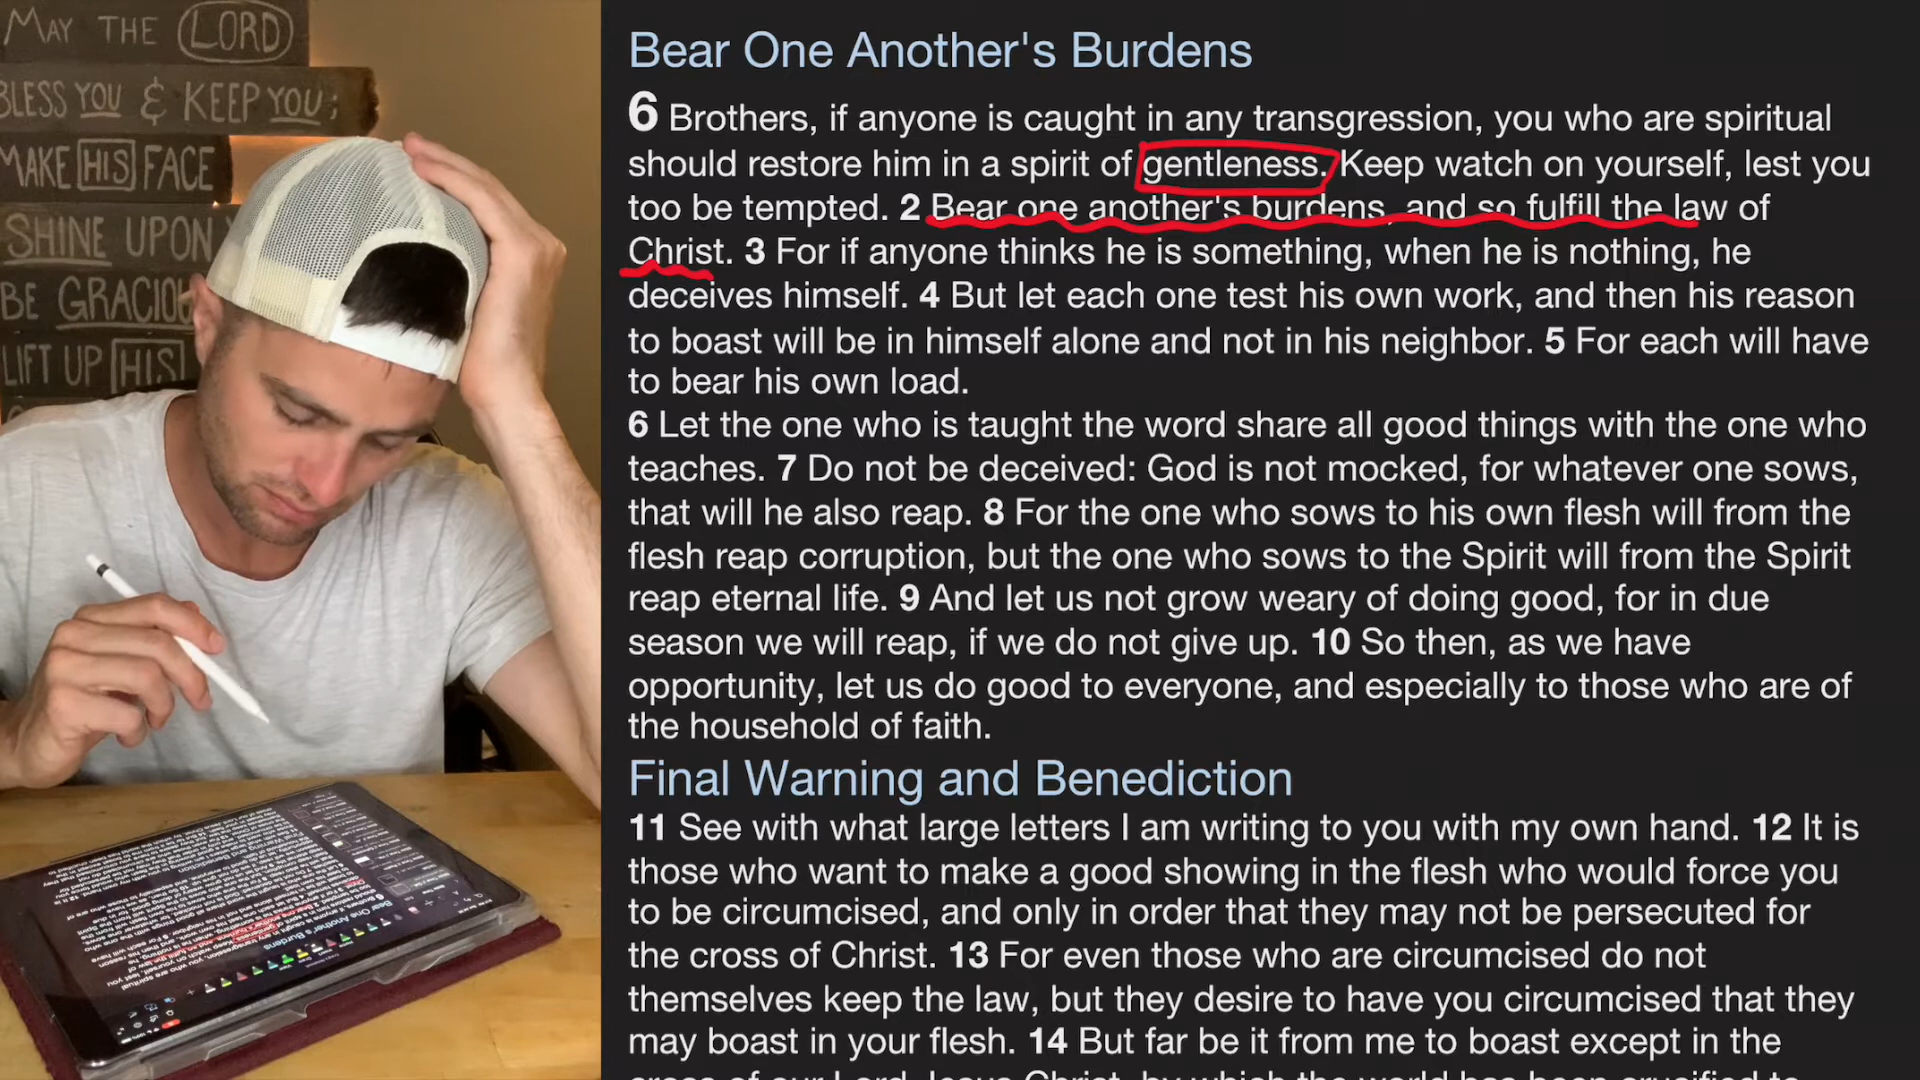 MAY THE LORD
BLESS YOU & KEEP YOU;
MAKE HIS FACE
SHINE UPON
BE GRACIOU
LIFT UP HIS
Bear One Another's Burdens
6 Brothers, if anyone is caught in any transgression, you who are spiritual
should restore him in a spirit of gentleness. Keep watch on yourself, lest you
too be tempted. 2 Bear one another's burdens, and so fulfill the law of
Christ. 3 For if anyone thinks he is something, when he is nothing, he
deceives himself. 4 But let each one test his own work, and then his reason
to boast will be in himself alone and not in his neighbor. 5 For each will have
to bear his own load.
6 Let the one who is taught the word share all good things with the one who
teaches. 7 Do not be deceived: God is not mocked, for whatever one sows,
that will he also reap. 8 For the one who sows to his own flesh will from the
flesh reap corruption, but the one who sows to the Spirit will from the Spirit
reap eternal life. 9 And let us not grow weary of doing good, for in due
season we will reap, if we do not give up. 10 So then, as we have
opportunity, let us do good to everyone, and especially to those who are of
the household of faith.
Final Warning and Benediction
11 See with what large letters I am writing to you with my own hand. 12 It is
those who want to make a good showing in the flesh who would force you
to be circumcised, and only in order that they may not be persecuted for
the cross of Christ. 13 For even those who are circumcised do not
themselves keep the law, but they desire to have you circumcised that they
may boast in your flesh. 14 But far be it from me to boast except in the
cross of our Lord Jesus Christ, by which the world has been crucified to